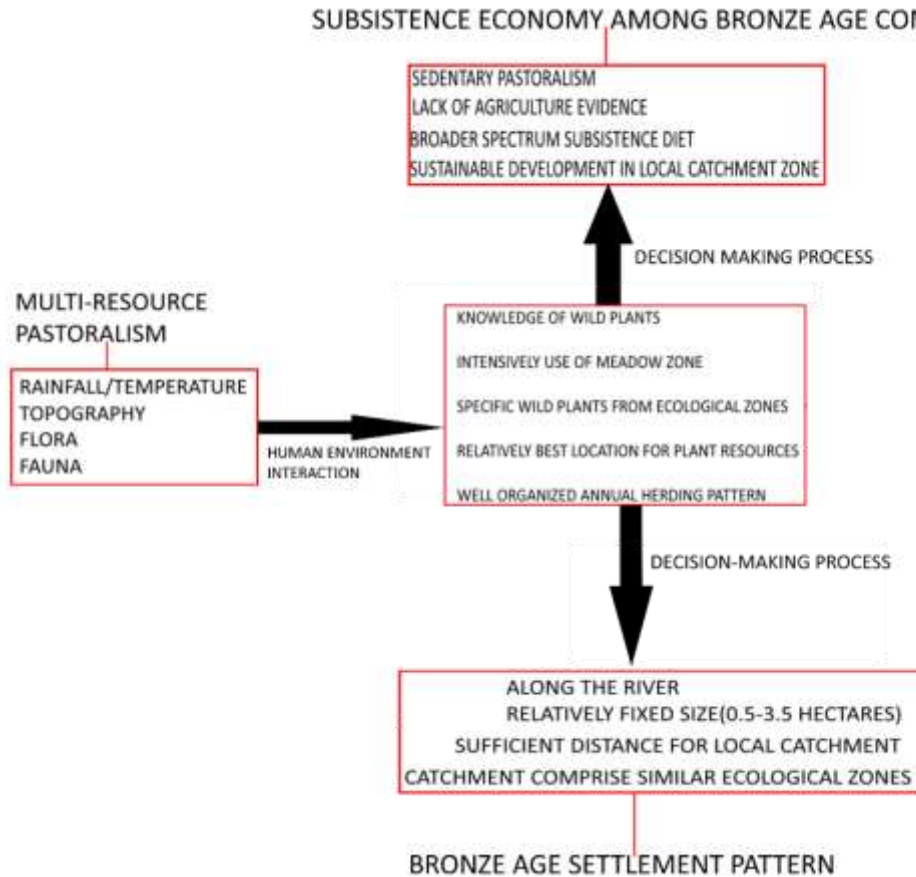 SUBSISTENCE ECONOMY AMONG BRONZE AGE
SEDENTARY PASTORALISM
LACK OF AGRICULTURE EVIDENCE
BROADER SPECTRUM SUBSISTENCE DIET
SUSTAINABLE DEVELOPMENT IN LOCAL CATCHMENT ZONE
DECISION MAKING PROCESS
MULTI-RESOURCE
PASTORALISM
RAINFALL/TEMPERATURE
TOPOGRAPHY
FLORA
FAUNA
HUMAN ENVIRONMENT
INTERACTION
KNOWLEDGE OF WILD PLANTS
INTENSIVELY USE OF MEADOW ZONE
SPECIFIC WILD PLANTS FROM ECOLOGICAL ZONES
RELATIVELY BEST LOCATION FOR PLANT RESOURCES
WELL ORGANIZED ANNUAL HERDING PATTERN
DECISION-MAKING PROCESS
ALONG THE RIVER
RELATIVELY FIXED SIZE(0.5-3.5 HECTARES)
SUFFICIENT DISTANCE FOR LOCAL CATCHMENT
CATCHMENT COMPRISE SIMILAR ECOLOGICAL ZONES
BRONZE AGE SETTLEMENT PATTERN